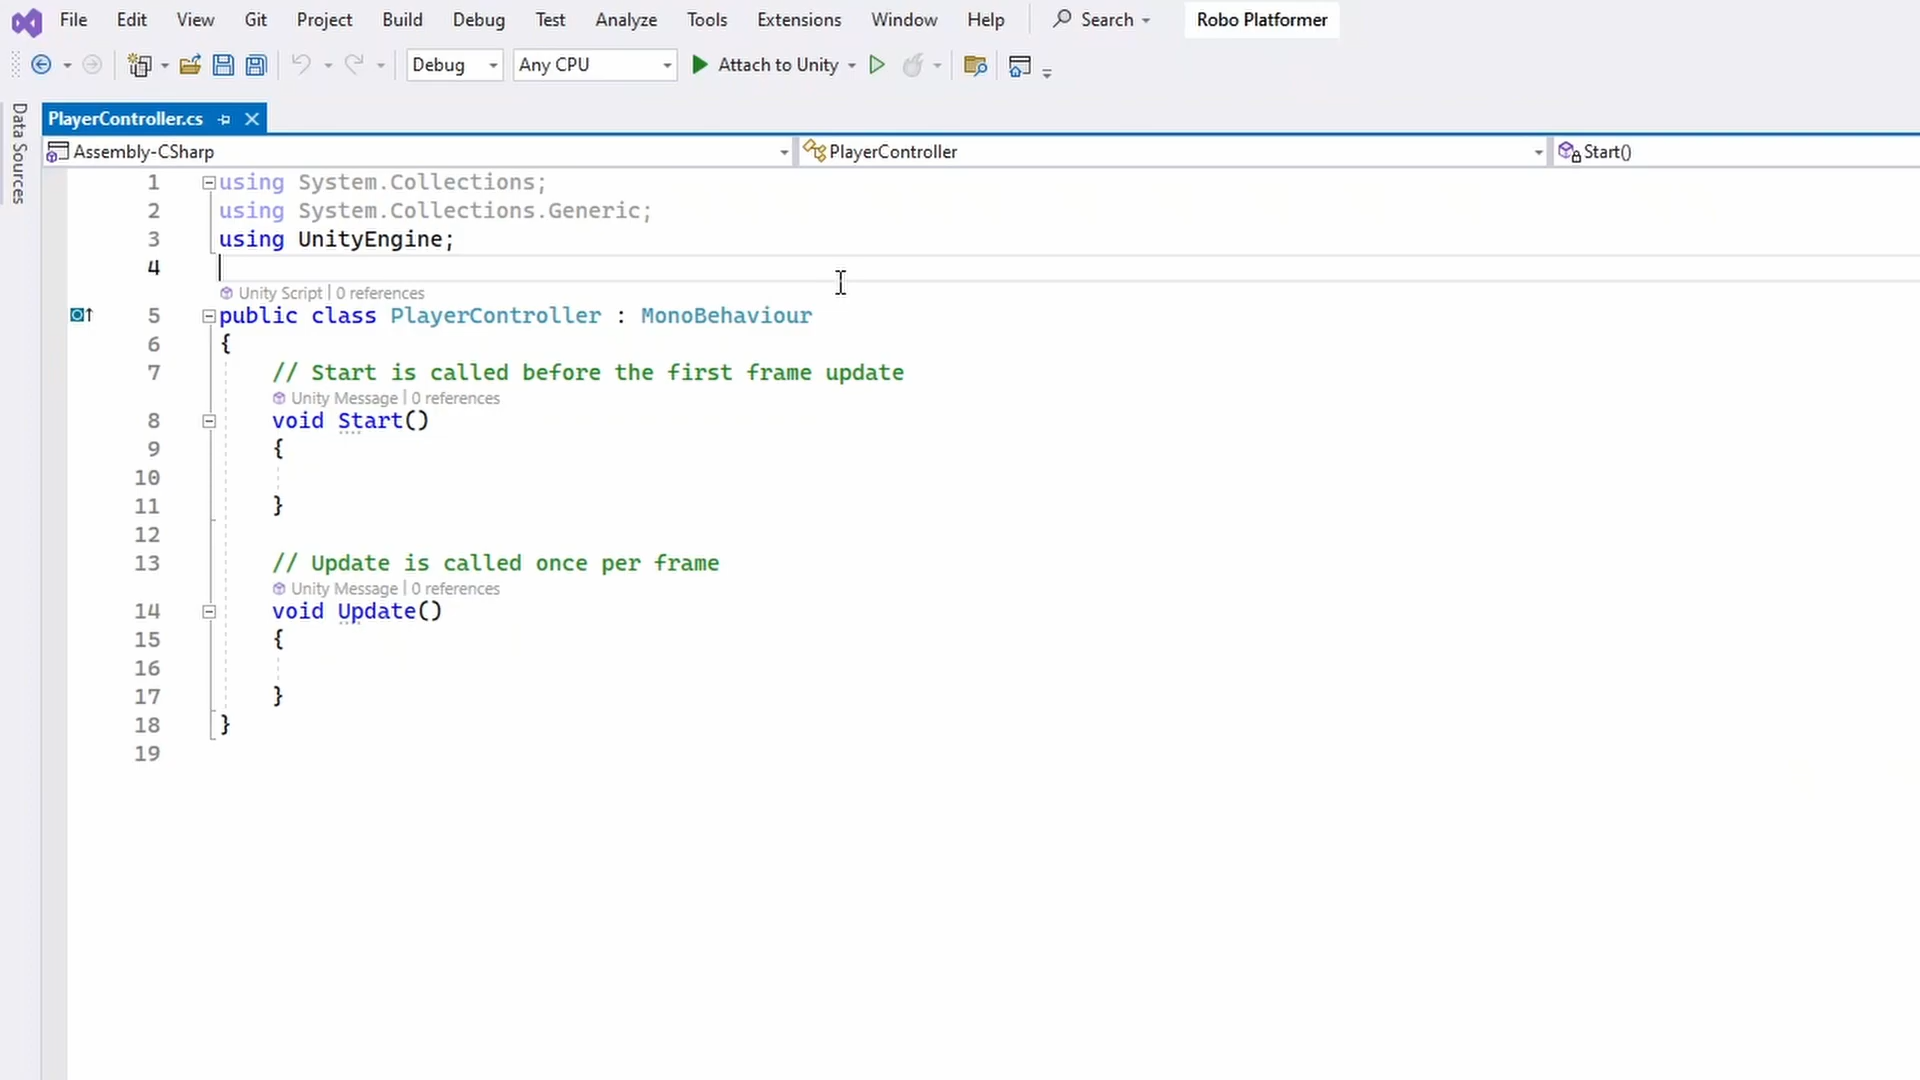 File Edit View Git Project Build Debug Test Analyze Tools Extensions Window Help Search Robo Platformer
Debug Any CPU Attach to Unity
Data Sources
PlayerController.cs
Assembly-CSharp PlayerController Start()
1 using System.Collections;
2 using System.Collections.Generic;
3 using UnityEngine;
4
Unity Script | 0 references
5 public class PlayerController : MonoBehaviour
6 {
7 // Start is called before the first frame update
Unity Message | 0 references
8 void Start()
9 {
10
11 }
12
13 // Update is called once per frame
Unity Message | 0 references
14 void Update()
15 {
16
17 }
18 }
19